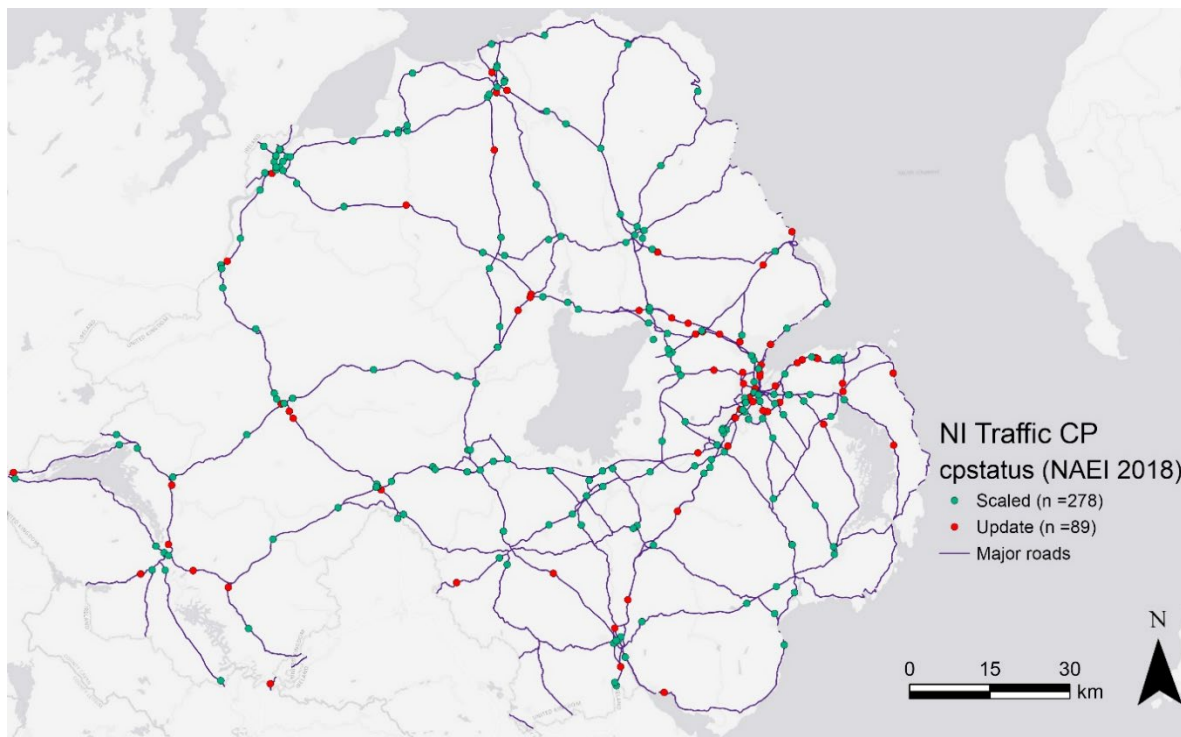 NI Traffic CP
cpstatus (NAEI 2018)
Scaled (n =278)
Update (n =89)
Major roads
N
0 15 30
km